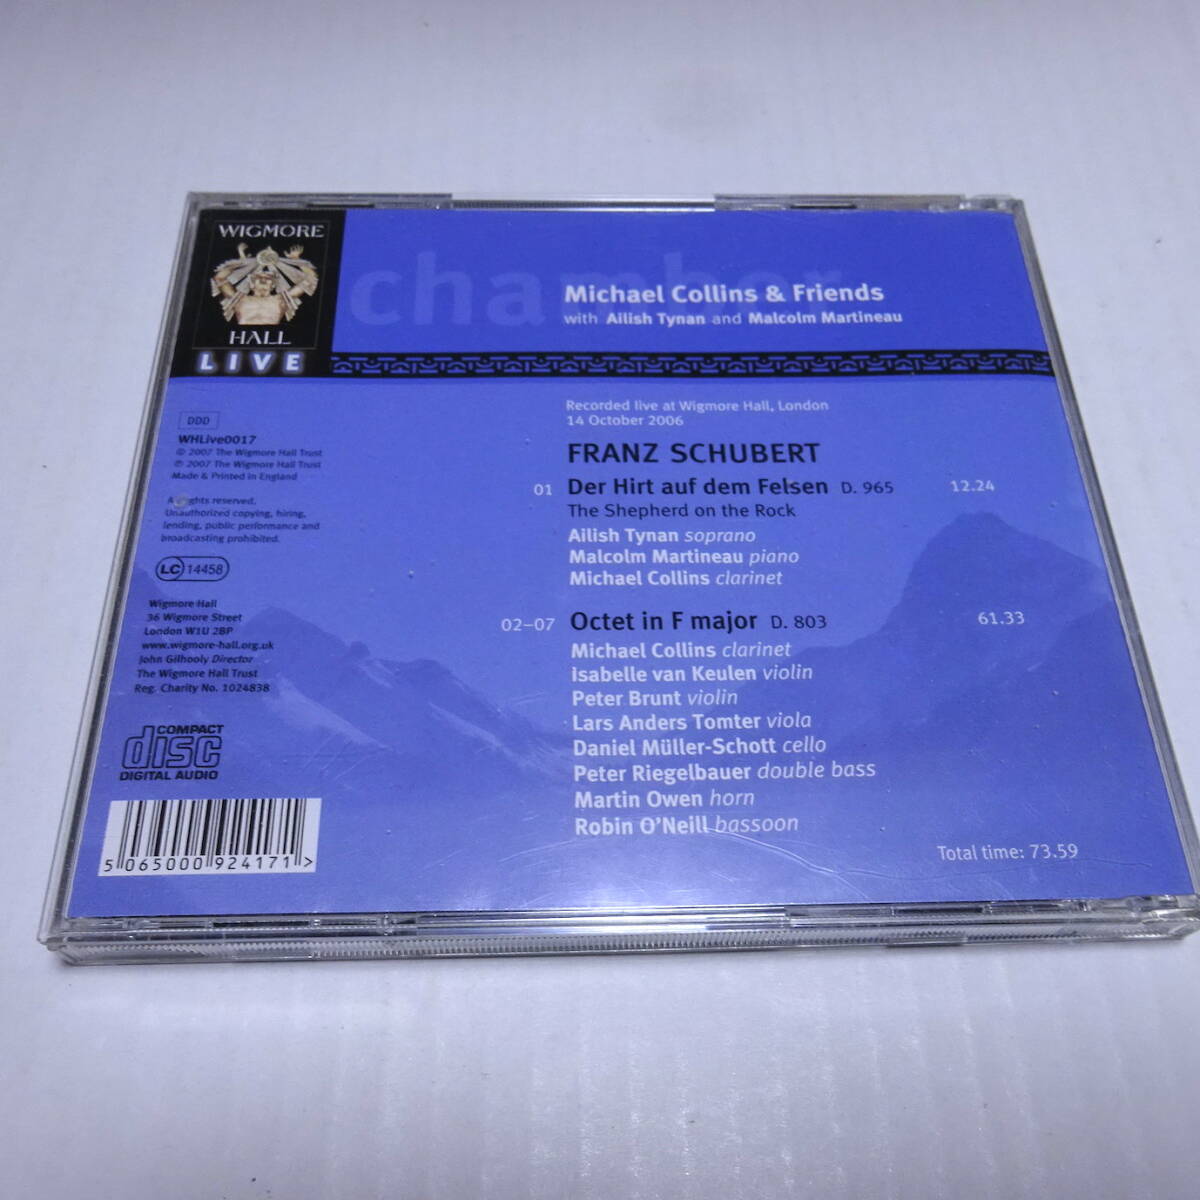 WIGMORE
HALL
LIVE
chamber
Michael Collins & Friends
with Ailish Tynan and Malcolm Martineau
DDD
WHLive0017
© 2007 The Wigmore Hall Trust
℗ 2007 The Wigmore Hall Trust
Made & Printed in England
All rights reserved.
Unauthorized copying, hiring,
lending, public performance and
broadcasting prohibited.
LC 14458
Wigmore Hall
36 Wigmore Street
London W1U 2BP
www.wigmore-hall.org.uk
John Gilhooly Director
The Wigmore Hall Trust
Reg. Charity No. 1024838
COMPACT
disc
DIGITAL AUDIO
5 065000 924171 >
Recorded live at Wigmore Hall, London
14 October 2006
FRANZ SCHUBERT
01 Der Hirt auf dem Felsen D. 965 12.24
The Shepherd on the Rock
Ailish Tynan soprano
Malcolm Martineau piano
Michael Collins clarinet
02–07 Octet in F major D. 803 61.33
Michael Collins clarinet
Isabelle van Keulen violin
Peter Brunt violin
Lars Anders Tomter viola
Daniel Müller-Schott cello
Peter Riegelbauer double bass
Martin Owen horn
Robin O'Neill bassoon
Total time: 73.59